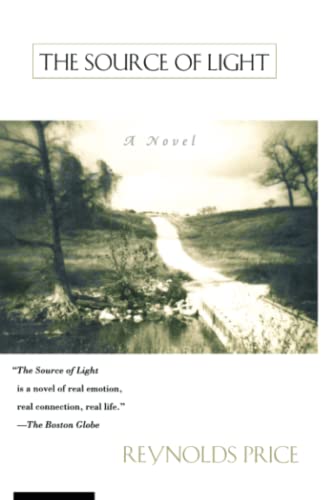 THE SOURCE OF LIGHT
A Novel
“The Source of Light
is a novel of real emotion,
real connection, real life.”
—The Boston Globe
REYNOLDS PRICE